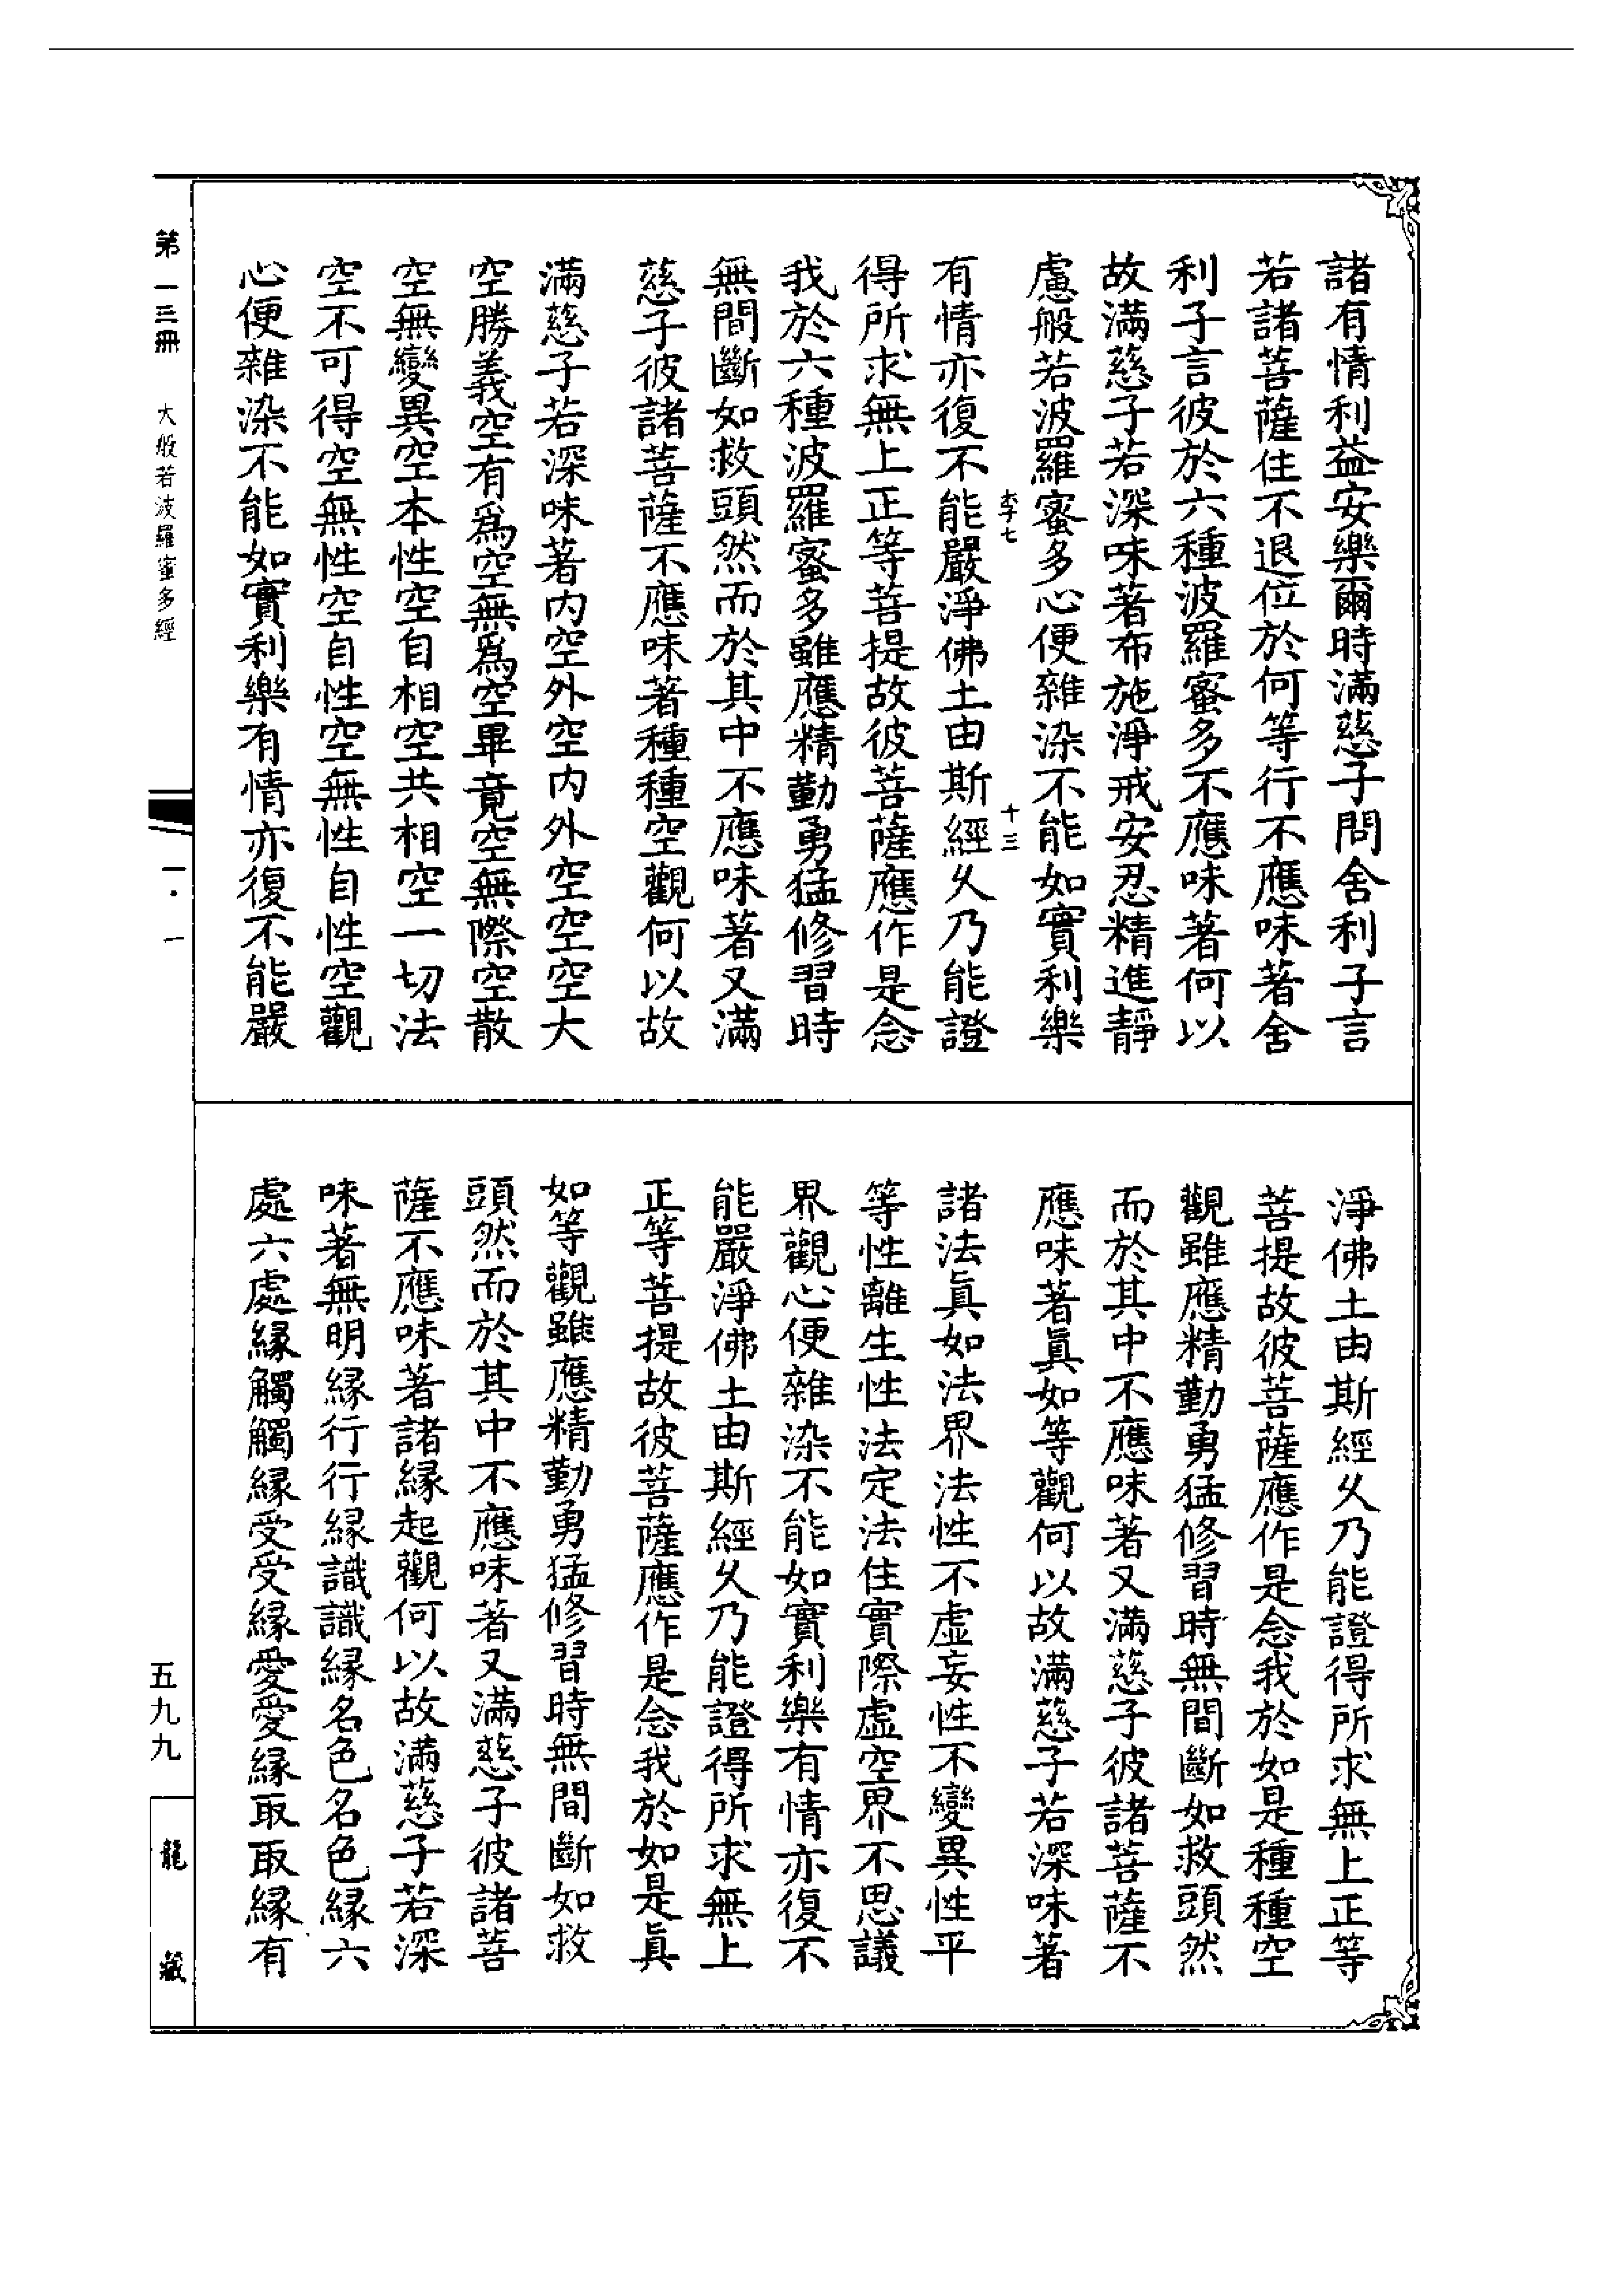 諸有情利益安樂爾時滿慈子問舍利子言
若諸菩薩住不退位於何等行不應味著舍
利子言彼於六種波羅蜜多不應味著何以
故滿慈子若深味著布施淨戒安忍精進靜
慮般若波羅蜜多心便雜染不能如實利樂
李七
十三
有情亦復不能嚴淨佛土由斯經乆乃能證
得所求無上正等菩提故彼菩薩應作是念
我於六種波羅蜜多雖應精勤勇猛修習時
無間斷如救頭然而於其中不應味著又滿
慈子彼諸菩薩不應味著種種空觀何以故
滿慈子若深味著内空外空内外空空空大
空勝義空有爲空無爲空畢竟空無際空散
空無變異空本性空自相空共相空一切法
空不可得空無性空自性空無性自性空觀
心便雜染不能如實利樂有情亦復不能嚴
淨佛土由斯經乆乃能證得所求無上正等
菩提故彼菩薩應作是念我於如是種種空
觀雖應精勤勇猛修習時無間斷如救頭然
而於其中不應味著又滿慈子彼諸菩薩不
應味著眞如等觀何以故滿慈子若深味著
諸法眞如法界法性不虛妄性不變異性平
等性離生性法定法住實際虛空界不思議
界觀心便雜染不能如實利樂有情亦復不
能嚴淨佛土由斯經乆乃能證得所求無上
正等菩提故彼菩薩應作是念我於如是眞
如等觀雖應精勤勇猛修習時無間斷如救
頭然而於其中不應味著又滿慈子彼諸菩
薩不應味著諸緣起觀何以故滿慈子若深
味著無明緣行行緣識識緣名色名色緣六
處六處緣觸觸緣受受緣愛愛緣取取緣有
第一三冊 大般若波羅蜜多經
一·一
五九九
龍藏